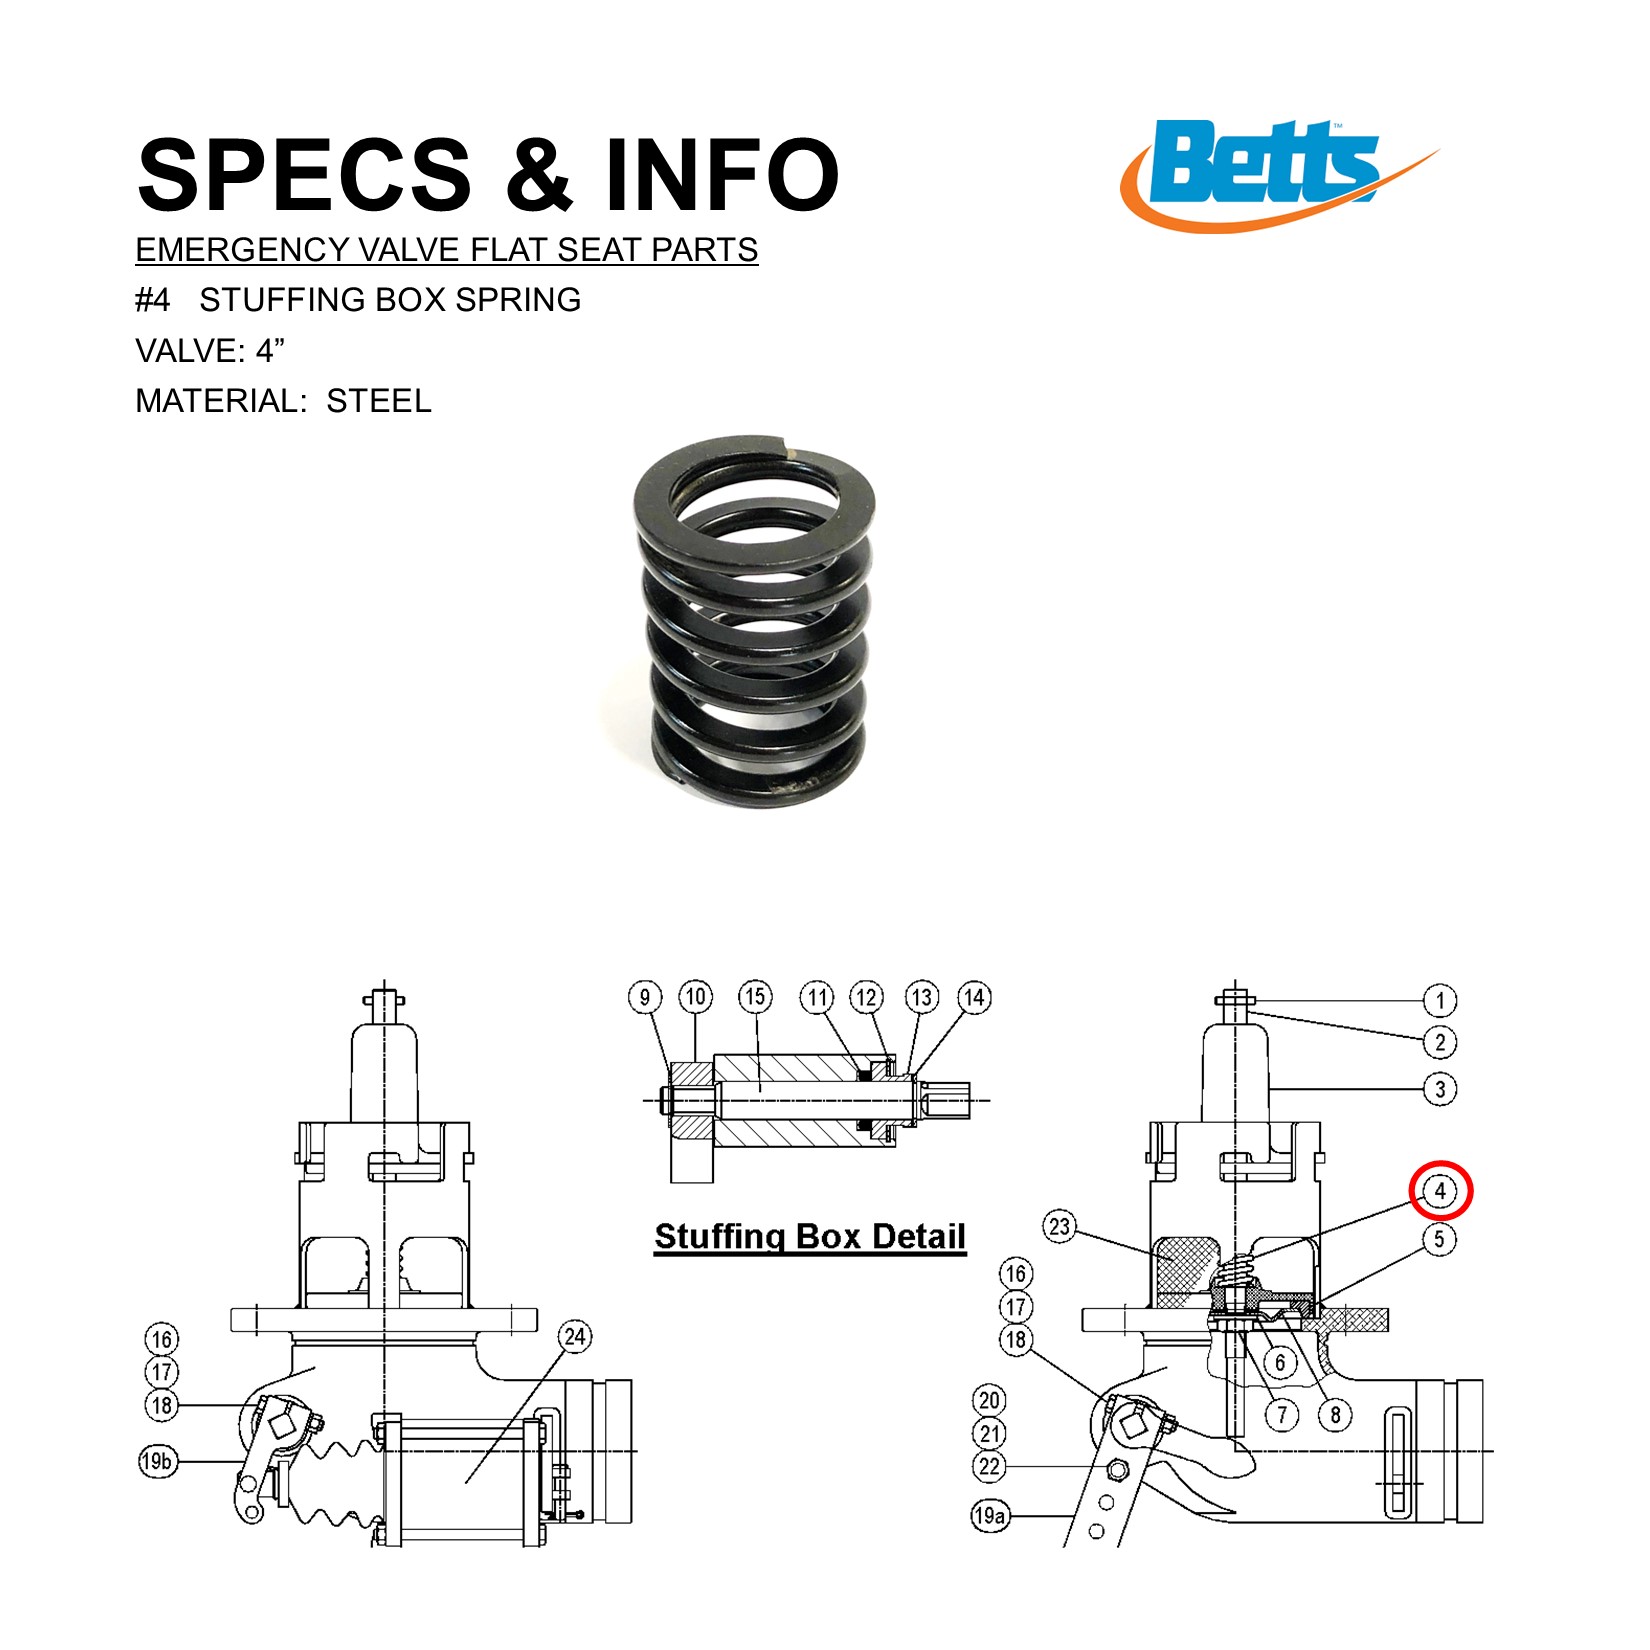 SPECS & INFO
Betts™
EMERGENCY VALVE FLAT SEAT PARTS
#4 STUFFING BOX SPRING
VALVE: 4”
MATERIAL: STEEL
9 10 15 11 12 13 14
1
2
3
4
5
Stuffing Box Detail
23
16
17
18
6
7
8
20
21
22
19a
16
17
18
19b
24